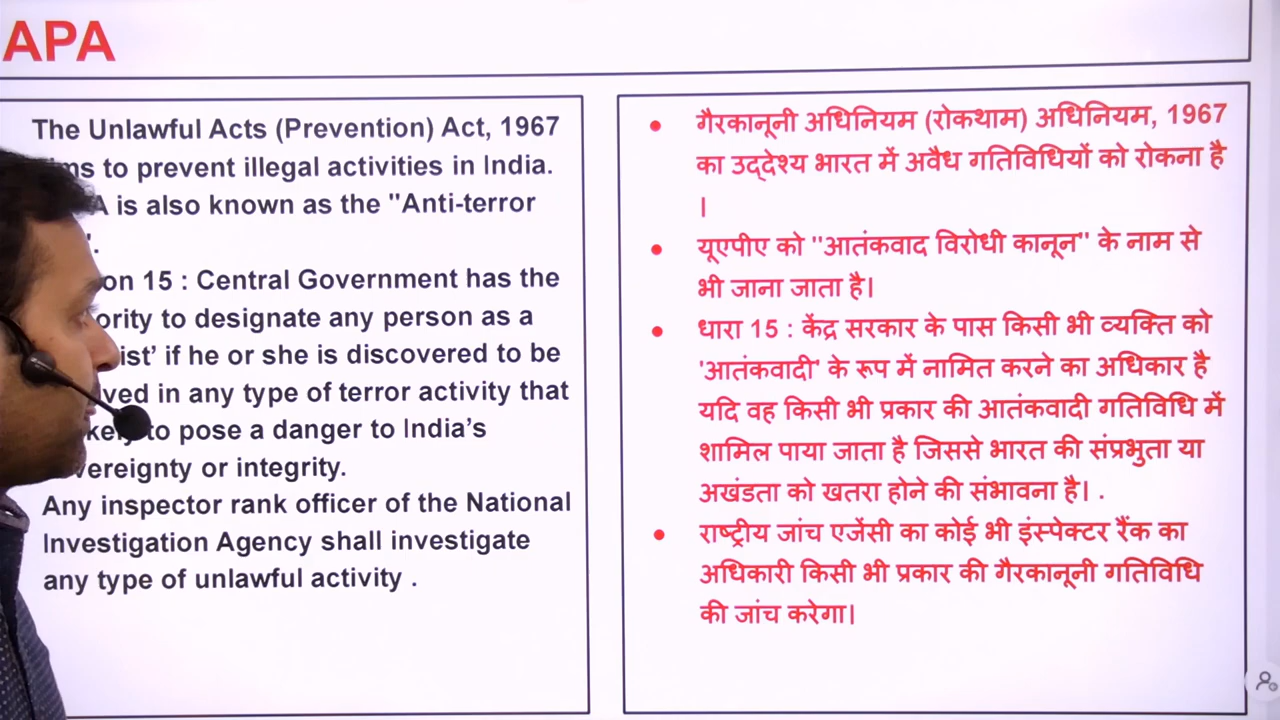 APA
The Unlawful Acts (Prevention) Act, 1967
to prevent illegal activities in India.
is also known as the "Anti-terror
".
15 : Central Government has the
to designate any person as a
if he or she is discovered to be
in any type of terror activity that
to pose a danger to India’s
or integrity.
Any inspector rank officer of the National
Investigation Agency shall investigate
any type of unlawful activity .
गैरकानूनी अधिनियम (रोकथाम) अधिनियम, 1967
का उद्देश्य भारत में अवैध गतिविधियों को रोकना है
।
यूएपीए को "आतंकवाद विरोधी कानून" के नाम से
भी जाना जाता है।
धारा 15 : केंद्र सरकार के पास किसी भी व्यक्ति को
'आतंकवादी' के रूप में नामित करने का अधिकार है
यदि वह किसी भी प्रकार की आतंकवादी गतिविधि में
शामिल पाया जाता है जिससे भारत की संप्रभुता या
अखंडता को खतरा होने की संभावना है। .
राष्ट्रीय जांच एजेंसी का कोई भी इंस्पेक्टर रैंक का
अधिकारी किसी भी प्रकार की गैरकानूनी गतिविधि
की जांच करेगा।